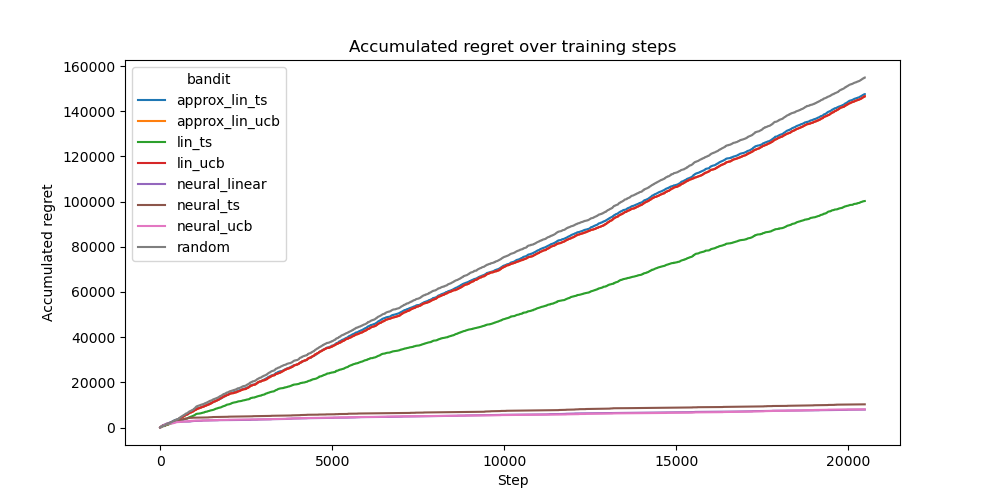 Accumulated regret over training steps
160000
140000
120000
100000
80000
60000
40000
20000
0
Accumulated regret
bandit
approx_lin_ts
approx_lin_ucb
lin_ts
lin_ucb
neural_linear
neural_ts
neural_ucb
random
0 5000 10000 15000 20000
Step